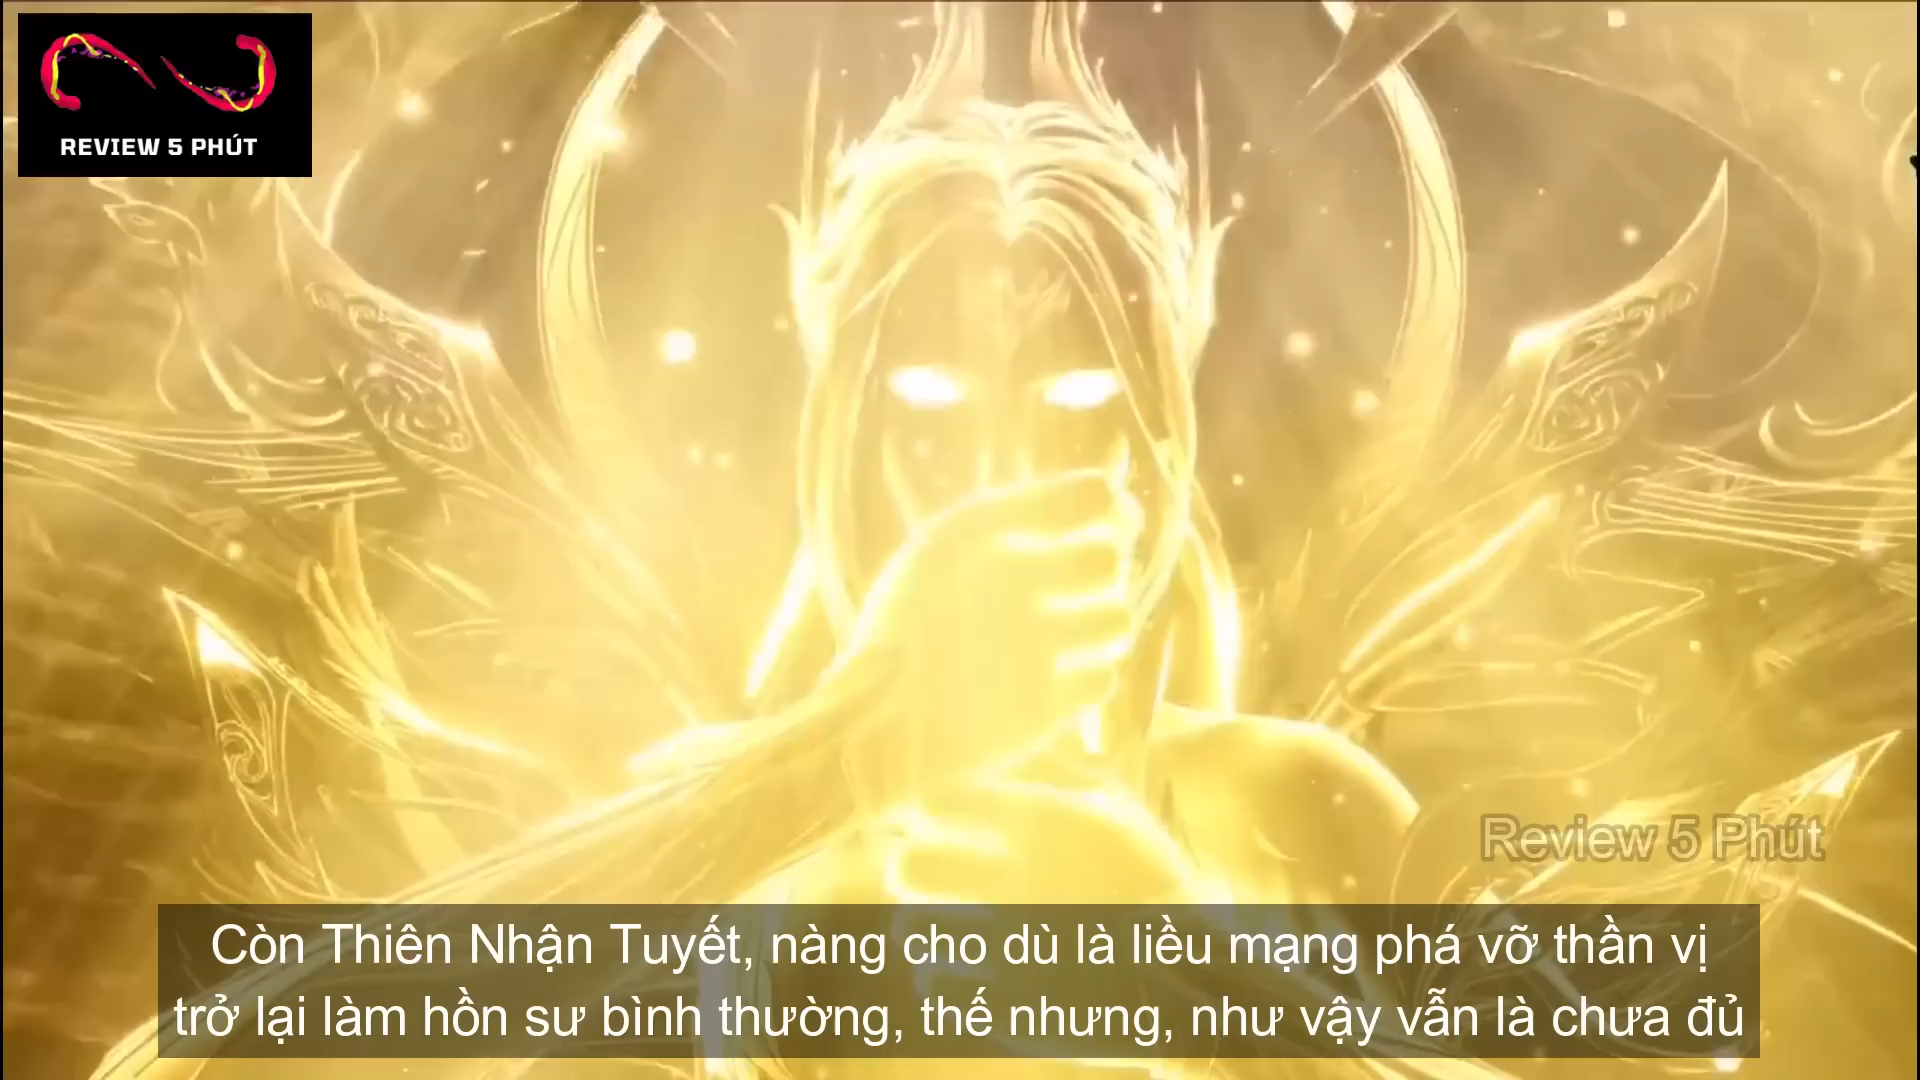 REVIEW 5 PHÚT
Review 5 Phút
Còn Thiên Nhận Tuyết, nàng cho dù là liều mạng phá vỡ thần vị
trở lại làm hồn sư bình thường, thế nhưng, như vậy vẫn là chưa đủ